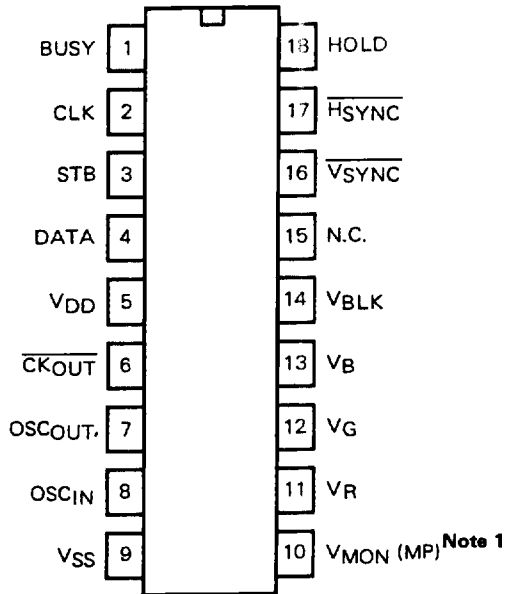 BUSY 1 18 HOLD
CLK 2 17 HSYNC
STB 3 16 VSYNC
DATA 4 15 N.C.
VDD 5 14 VBLK
CKOUT 6 13 VB
OSCOUT, 7 12 VG
OSCIN 8 11 VR
VSS 9 10 VMON (MP) Note 1